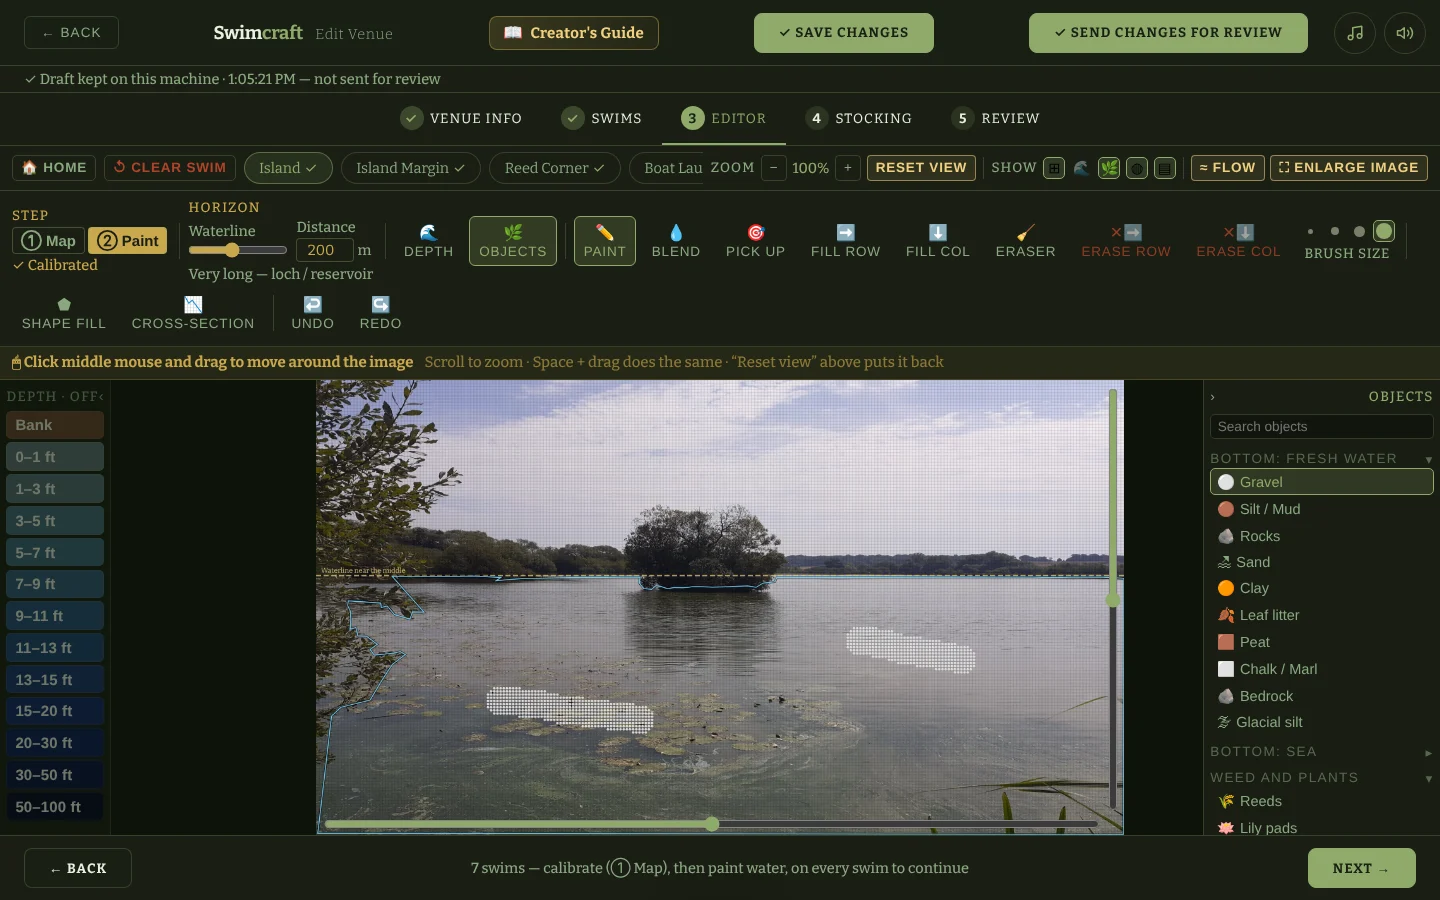 ← BACK
Swimcraft Edit Venue
Creator's Guide
✓ SAVE CHANGES
✓ SEND CHANGES FOR REVIEW
✓ Draft kept on this machine · 1:05:21 PM — not sent for review
✓ VENUE INFO
✓ SWIMS
3 EDITOR
4 STOCKING
5 REVIEW
HOME
CLEAR SWIM
Island ✓
Island Margin ✓
Reed Corner ✓
Boat Lau
ZOOM − 100% +
RESET VIEW
SHOW
≈ FLOW
ENLARGE IMAGE
STEP
1 Map
2 Paint
✓ Calibrated
HORIZON
Waterline
Distance
200 m
Very long — loch / reservoir
DEPTH
OBJECTS
PAINT
BLEND
PICK UP
FILL ROW
FILL COL
ERASER
ERASE ROW
ERASE COL
BRUSH SIZE
SHAPE FILL
CROSS-SECTION
UNDO
REDO
Click middle mouse and drag to move around the image Scroll to zoom · Space + drag does the same · “Reset view” above puts it back
DEPTH · OFF‹
Bank
0–1 ft
1–3 ft
3–5 ft
5–7 ft
7–9 ft
9–11 ft
11–13 ft
13–15 ft
15–20 ft
20–30 ft
30–50 ft
50–100 ft
Waterline near the middle
› OBJECTS
Search objects
BOTTOM: FRESH WATER ▾
Gravel
Silt / Mud
Rocks
Sand
Clay
Leaf litter
Peat
Chalk / Marl
Bedrock
Glacial silt
BOTTOM: SEA ▸
WEED AND PLANTS ▾
Reeds
Lily pads
← BACK
7 swims — calibrate (① Map), then paint water, on every swim to continue
NEXT →